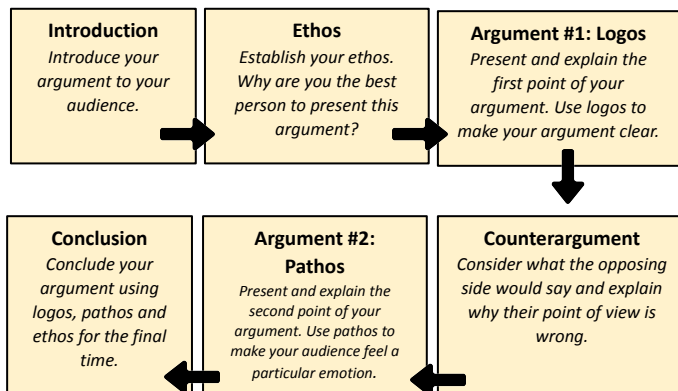 Introduction
Introduce your
argument to your
audience.
Ethos
Establish your ethos.
Why are you the best
person to present this
argument?
Argument #1: Logos
Present and explain the
first point of your
argument. Use logos to
make your argument clear.
Counterargument
Consider what the opposing
side would say and explain
why their point of view is
wrong.
Argument #2:
Pathos
Present and explain the
second point of your
argument. Use pathos to
make your audience feel a
particular emotion.
Conclusion
Conclude your
argument using
logos, pathos and
ethos for the final
time.